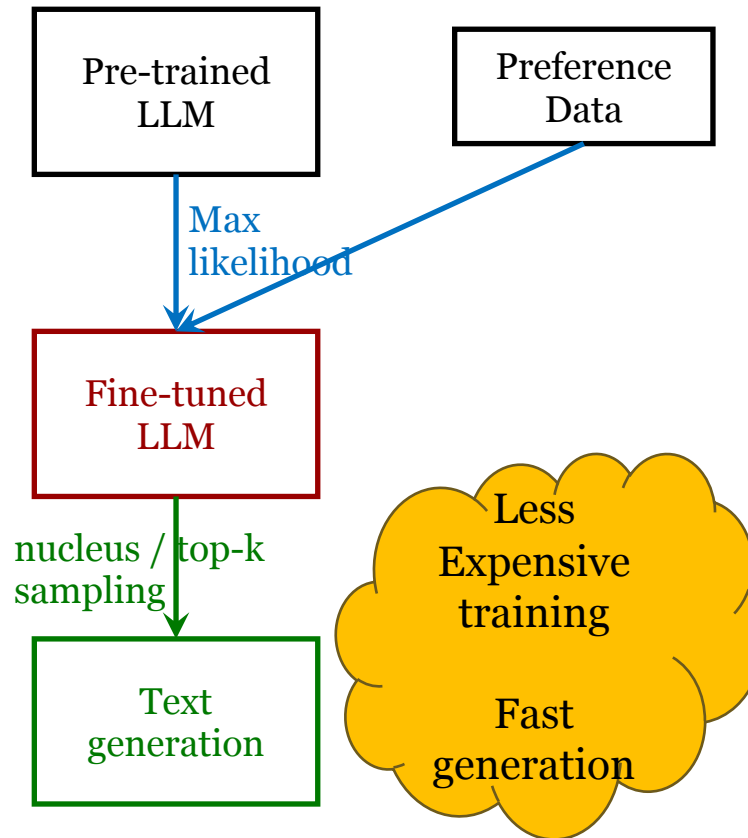 Pre-trained
LLM
Preference
Data
Max
likelihood
Fine-tuned
LLM
nucleus / top-k
sampling
Text
generation
Less
Expensive
training
Fast
generation